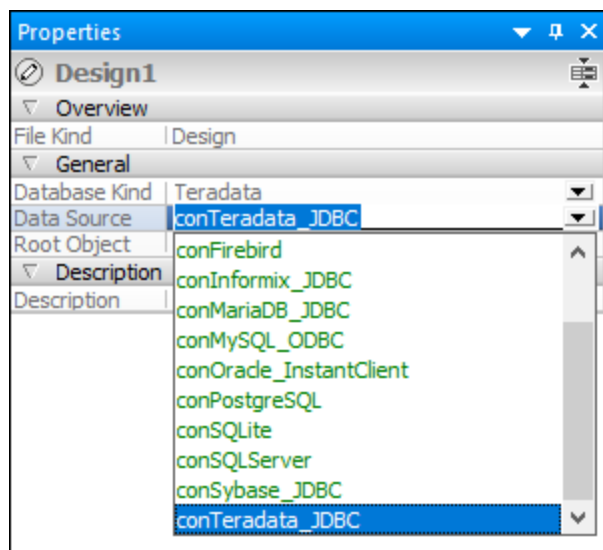 Properties
Design1
Overview
File Kind Design
General
Database Kind Teradata
Data Source conTeradata_JDBC
Root Object
conFirebird
conInformix_JDBC
Description
conMariaDB_JDBC
Description
conMySQL_ODBC
conOracle_InstantClient
conPostgreSQL
conSQLite
conSQLServer
conSybase_JDBC
conTeradata_JDBC